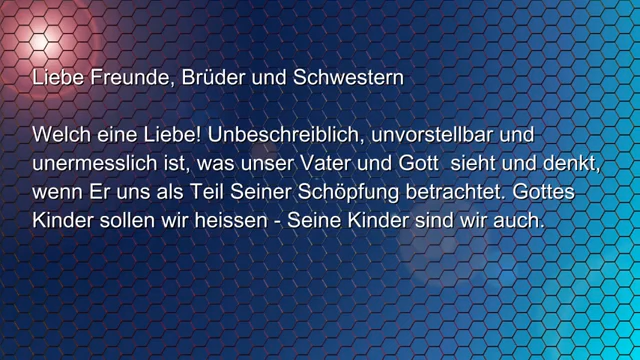 Liebe Freunde, Brüder und Schwestern
Welch eine Liebe! Unbeschreiblich, unvorstellbar und
unermesslich ist, was unser Vater und Gott  sieht und denkt,
wenn Er uns als Teil Seiner Schöpfung betrachtet. Gottes
Kinder sollen wir heissen - Seine Kinder sind wir auch.